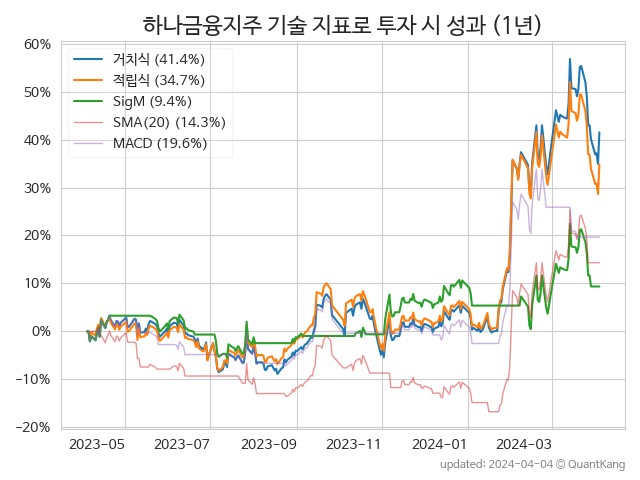 하나금융지주 기술 지표로 투자 시 성과 (1년)
60%
50%
40%
30%
20%
10%
0%
−10%
−20%
거치식 (41.4%)
적립식 (34.7%)
SigM (9.4%)
SMA(20) (14.3%)
MACD (19.6%)
2023-05
2023-07
2023-09
2023-11
2024-01
2024-03
updated: 2024-04-04 © QuantKang